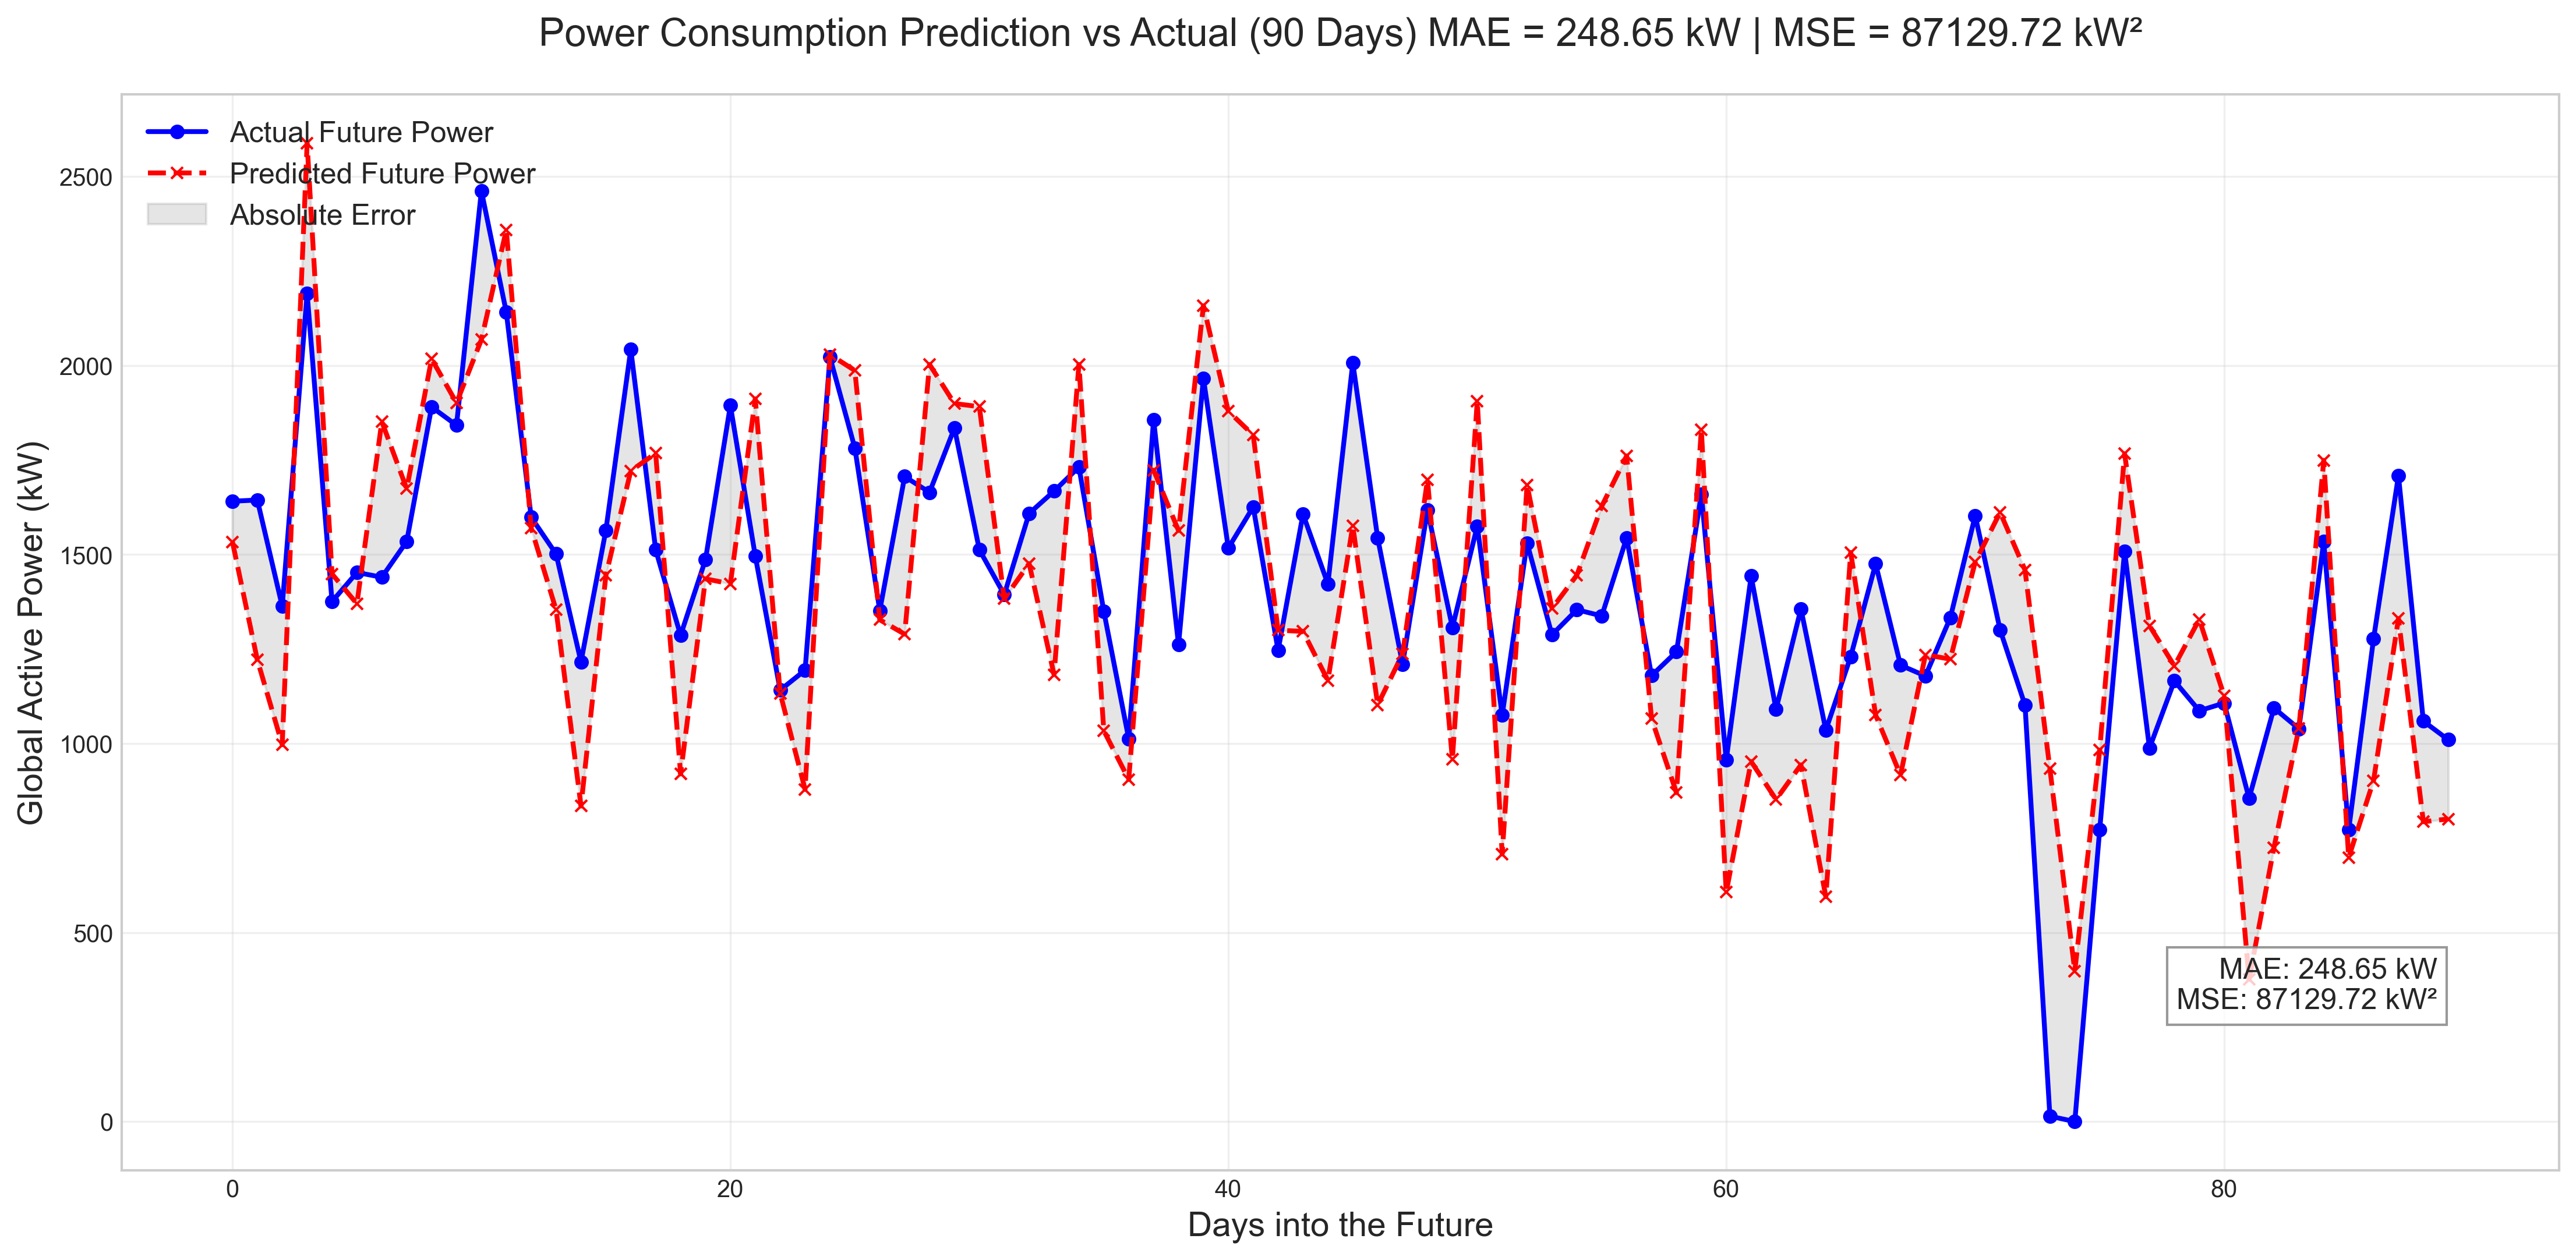 Power Consumption Prediction vs Actual (90 Days) MAE = 248.65 kW | MSE = 87129.72 kW²
Actual Future Power
Predicted Future Power
Absolute Error
Global Active Power (kW)
2500
2000
1500
1000
500
0
MAE: 248.65 kW
MSE: 87129.72 kW²
0 20 40 60 80
Days into the Future